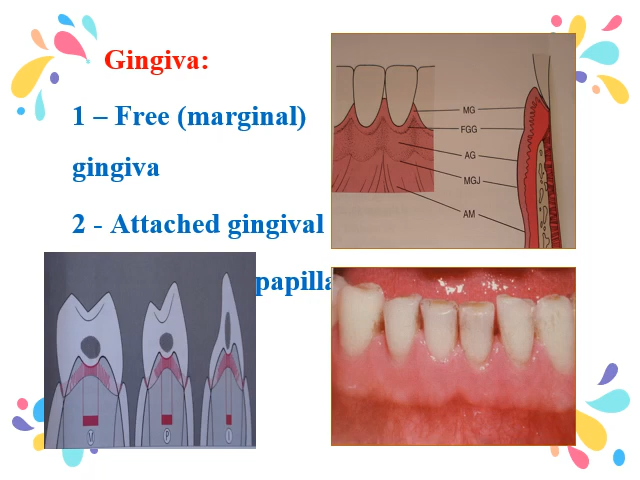 Gingiva:
1 – Free (marginal)
gingiva
2 - Attached gingival
papilla
MG
FGG
AG
MGJ
AM
M
P
I